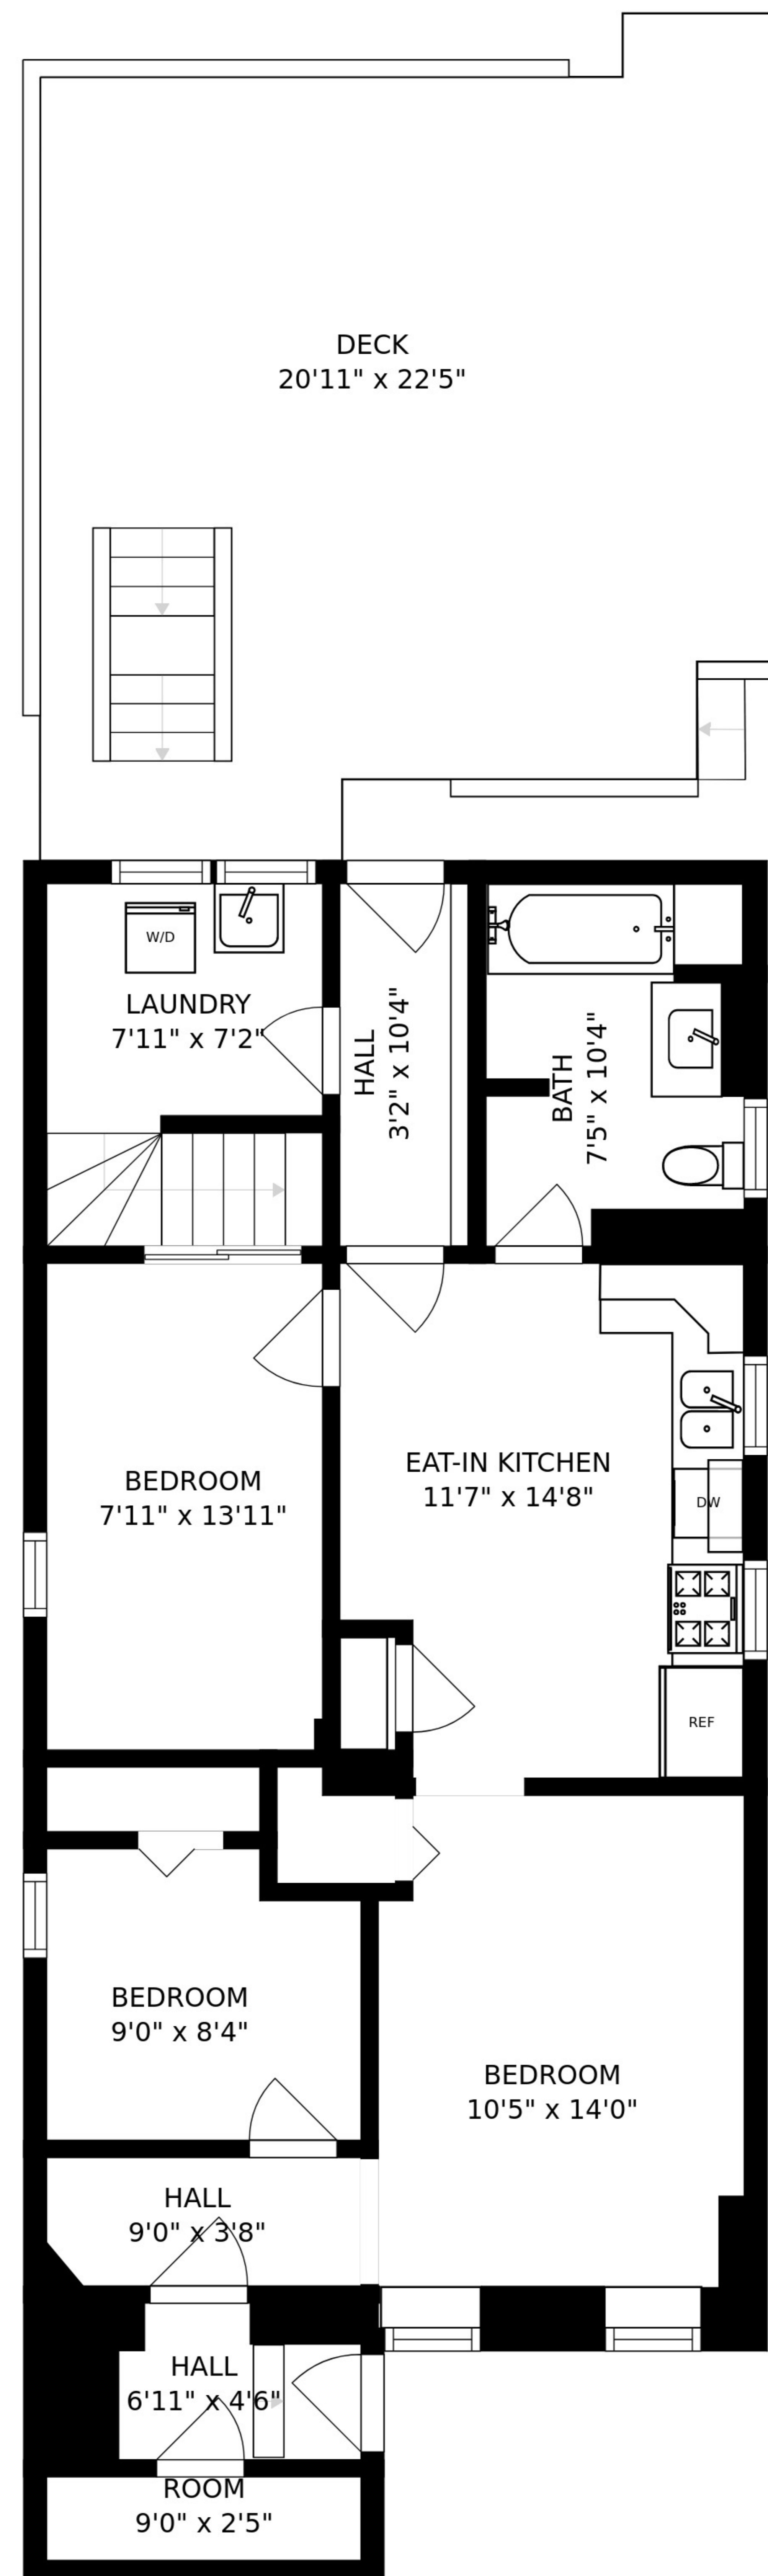 DECK
20'11" x 22'5"
W/D
LAUNDRY
7'11" x 7'2"
HALL
3'2" x 10'4"
BATH
7'5" x 10'4"
EAT-IN KITCHEN
11'7" x 14'8"
BEDROOM
7'11" x 13'11"
DW
REF
BEDROOM
9'0" x 8'4"
BEDROOM
10'5" x 14'0"
HALL
9'0" x 3'8"
HALL
6'11" x 4'6"
ROOM
9'0" x 2'5"